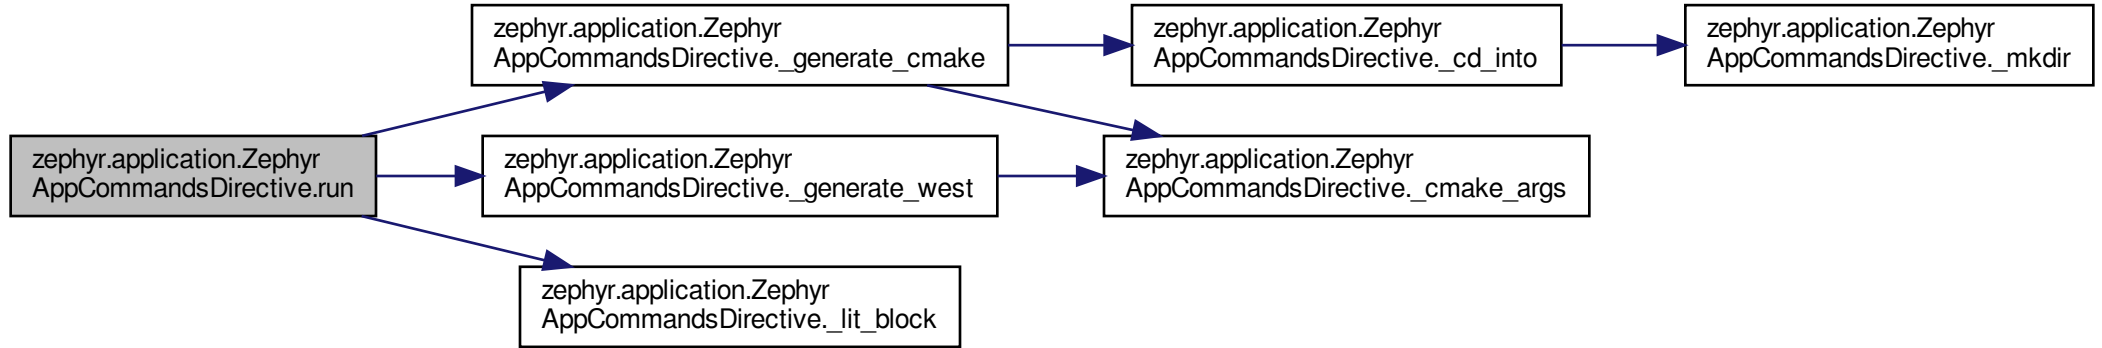 zephyr.application.Zephyr
AppCommandsDirective.run
zephyr.application.Zephyr
AppCommandsDirective._generate_cmake
zephyr.application.Zephyr
AppCommandsDirective._cd_into
zephyr.application.Zephyr
AppCommandsDirective._mkdir
zephyr.application.Zephyr
AppCommandsDirective._generate_west
zephyr.application.Zephyr
AppCommandsDirective._cmake_args
zephyr.application.Zephyr
AppCommandsDirective._lit_block